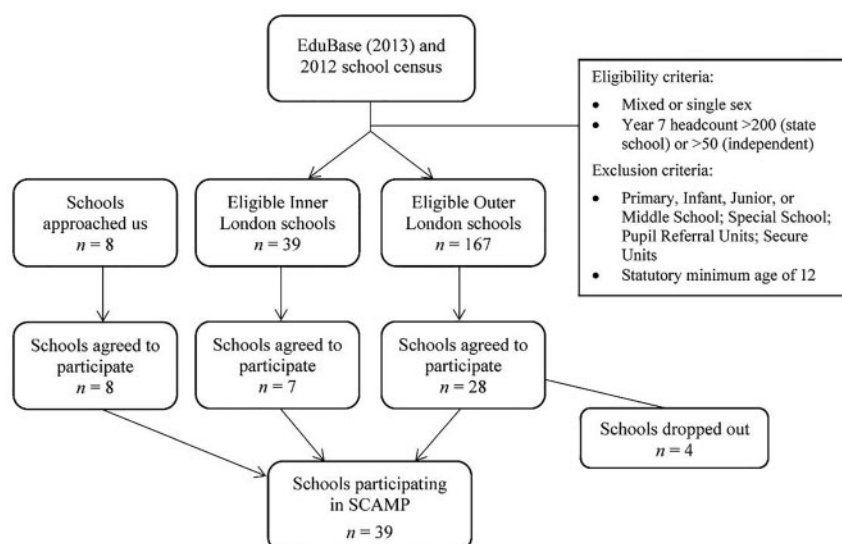 EduBase (2013) and
2012 school census
Eligibility criteria:
• Mixed or single sex
• Year 7 headcount >200 (state
school) or >50 (independent)
Exclusion criteria:
• Primary, Infant, Junior, or
Middle School; Special School;
Pupil Referral Units; Secure
Units
• Statutory minimum age of 12
Schools
approached us
n = 8
Eligible Inner
London schools
n = 39
Eligible Outer
London schools
n = 167
Schools agreed to
participate
n = 8
Schools agreed to
participate
n = 7
Schools agreed to
participate
n = 28
Schools dropped out
n = 4
Schools participating
in SCAMP
n = 39